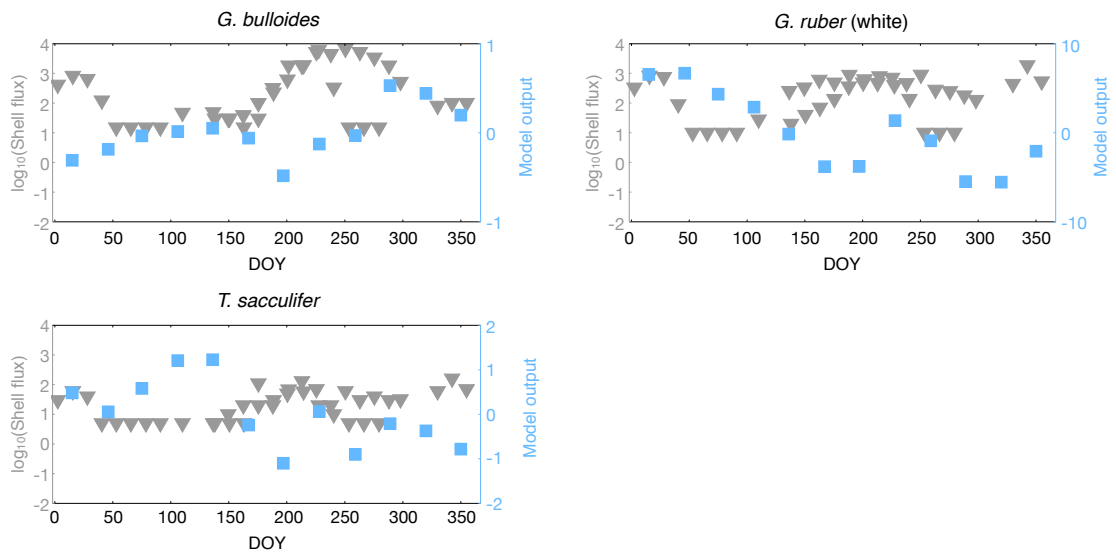 G. bulloides
4
3
2
1
0
-1
-2
log₁₀(Shell flux)
1
0
-1
Model output
0 50 100 150 200 250 300 350
DOY
G. ruber (white)
4
3
2
1
0
-1
-2
log₁₀(Shell flux)
10
0
-10
Model output
0 50 100 150 200 250 300 350
DOY
T. sacculifer
4
3
2
1
0
-1
-2
log₁₀(Shell flux)
2
1
0
-1
-2
Model output
0 50 100 150 200 250 300 350
DOY